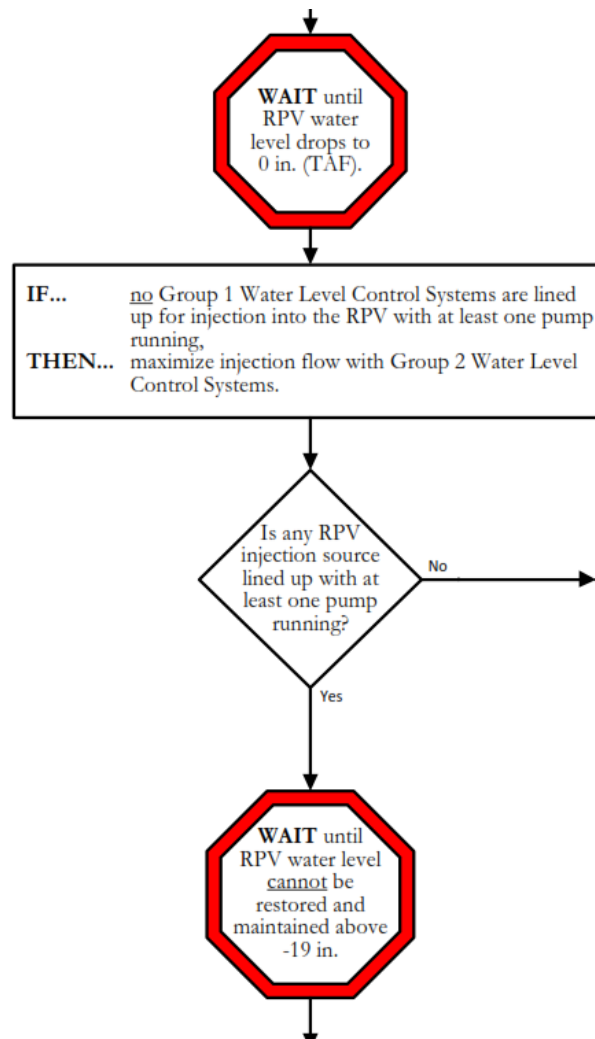 WAIT until
RPV water
level drops to
0 in. (TAF).
IF... no Group 1 Water Level Control Systems are lined
up for injection into the RPV with at least one pump
running,
THEN... maximize injection flow with Group 2 Water Level
Control Systems.
Is any RPV
injection source
lined up with at
least one pump
running?
No
Yes
WAIT until
RPV water level
cannot be
restored and
maintained above
-19 in.